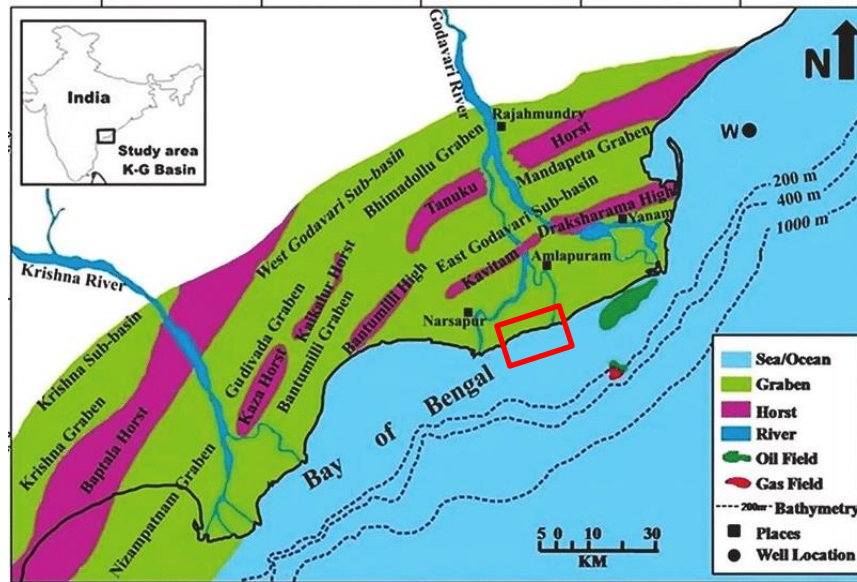 India
Study area
K-G Basin
Godavari River
N
Rajahmundry
Horst
W
West Godavari Sub-basin
Bhimadollu Graben
Tanuku
Mandapeta Graben
200 m
400 m
1000 m
East Godavari Sub-basin
Draksharama High
Yanam
Krishna River
Kavitam
Amlapuram
Kaikalur Horst
Bantumilli High
Narsapur
Gudivada Graben
Bantumilli Graben
Kaza Horst
Krishna Sub-basin
Krishna Graben
Baptala Horst
Nizampatnam Graben
Bay of Bengal
Sea/Ocean
Graben
Horst
River
Oil Field
Gas Field
200m Bathymetry
Places
Well Location
5 0 10 30
KM